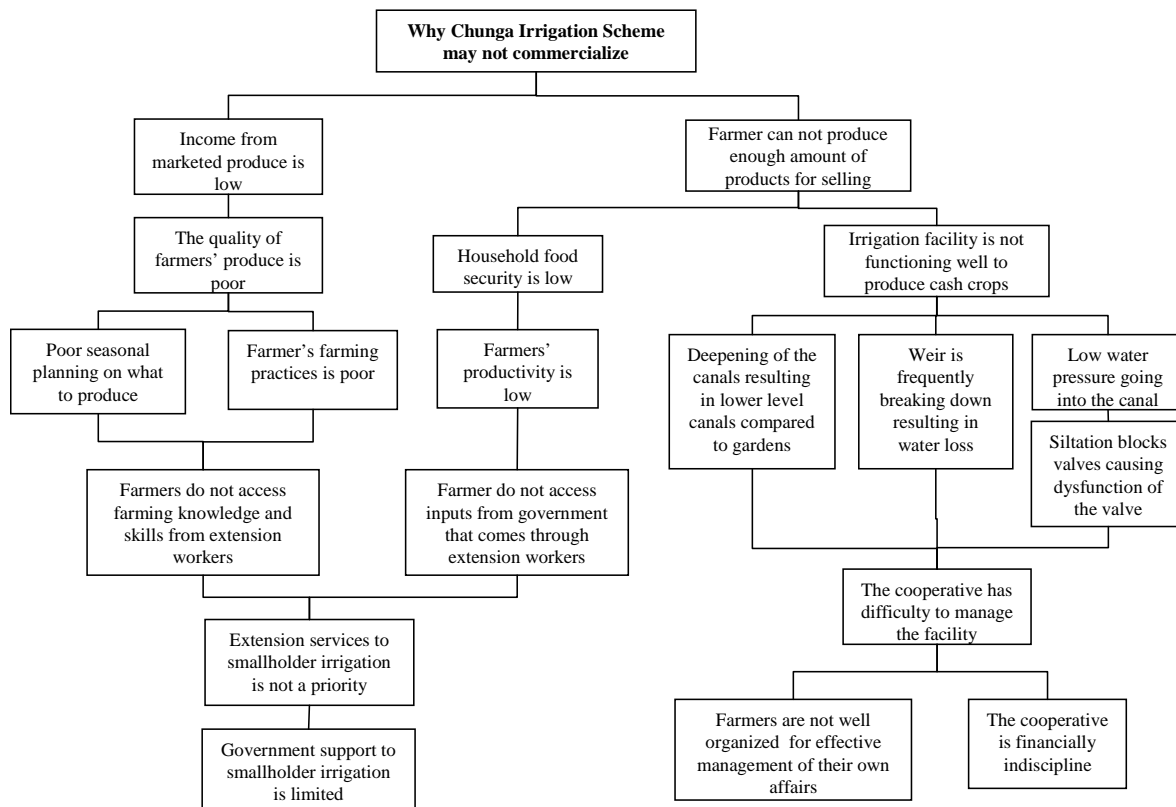 Why Chunga Irrigation Scheme
may not commercialize
Income from
marketed produce is
low
Farmer can not produce
enough amount of
products for selling
The quality of
farmers’ produce is
poor
Household food
security is low
Irrigation facility is not
functioning well to
produce cash crops
Poor seasonal
planning on what
to produce
Farmer’s farming
practices is poor
Farmers’
productivity is
low
Deepening of the
canals resulting
in lower level
canals compared
to gardens
Weir is
frequently
breaking down
resulting in
water loss
Low water
pressure going
into the canal
Siltation blocks
valves causing
dysfunction of
the valve
Farmers do not access
farming knowledge and
skills from extension
workers
Farmer do not access
inputs from government
that comes through
extension workers
The cooperative has
difficulty to manage
the facility
Extension services to
smallholder irrigation
is not a priority
Farmers are not well
organized for effective
management of their own
affairs
The cooperative
is financially
indiscipline
Government support to
smallholder irrigation
is limited